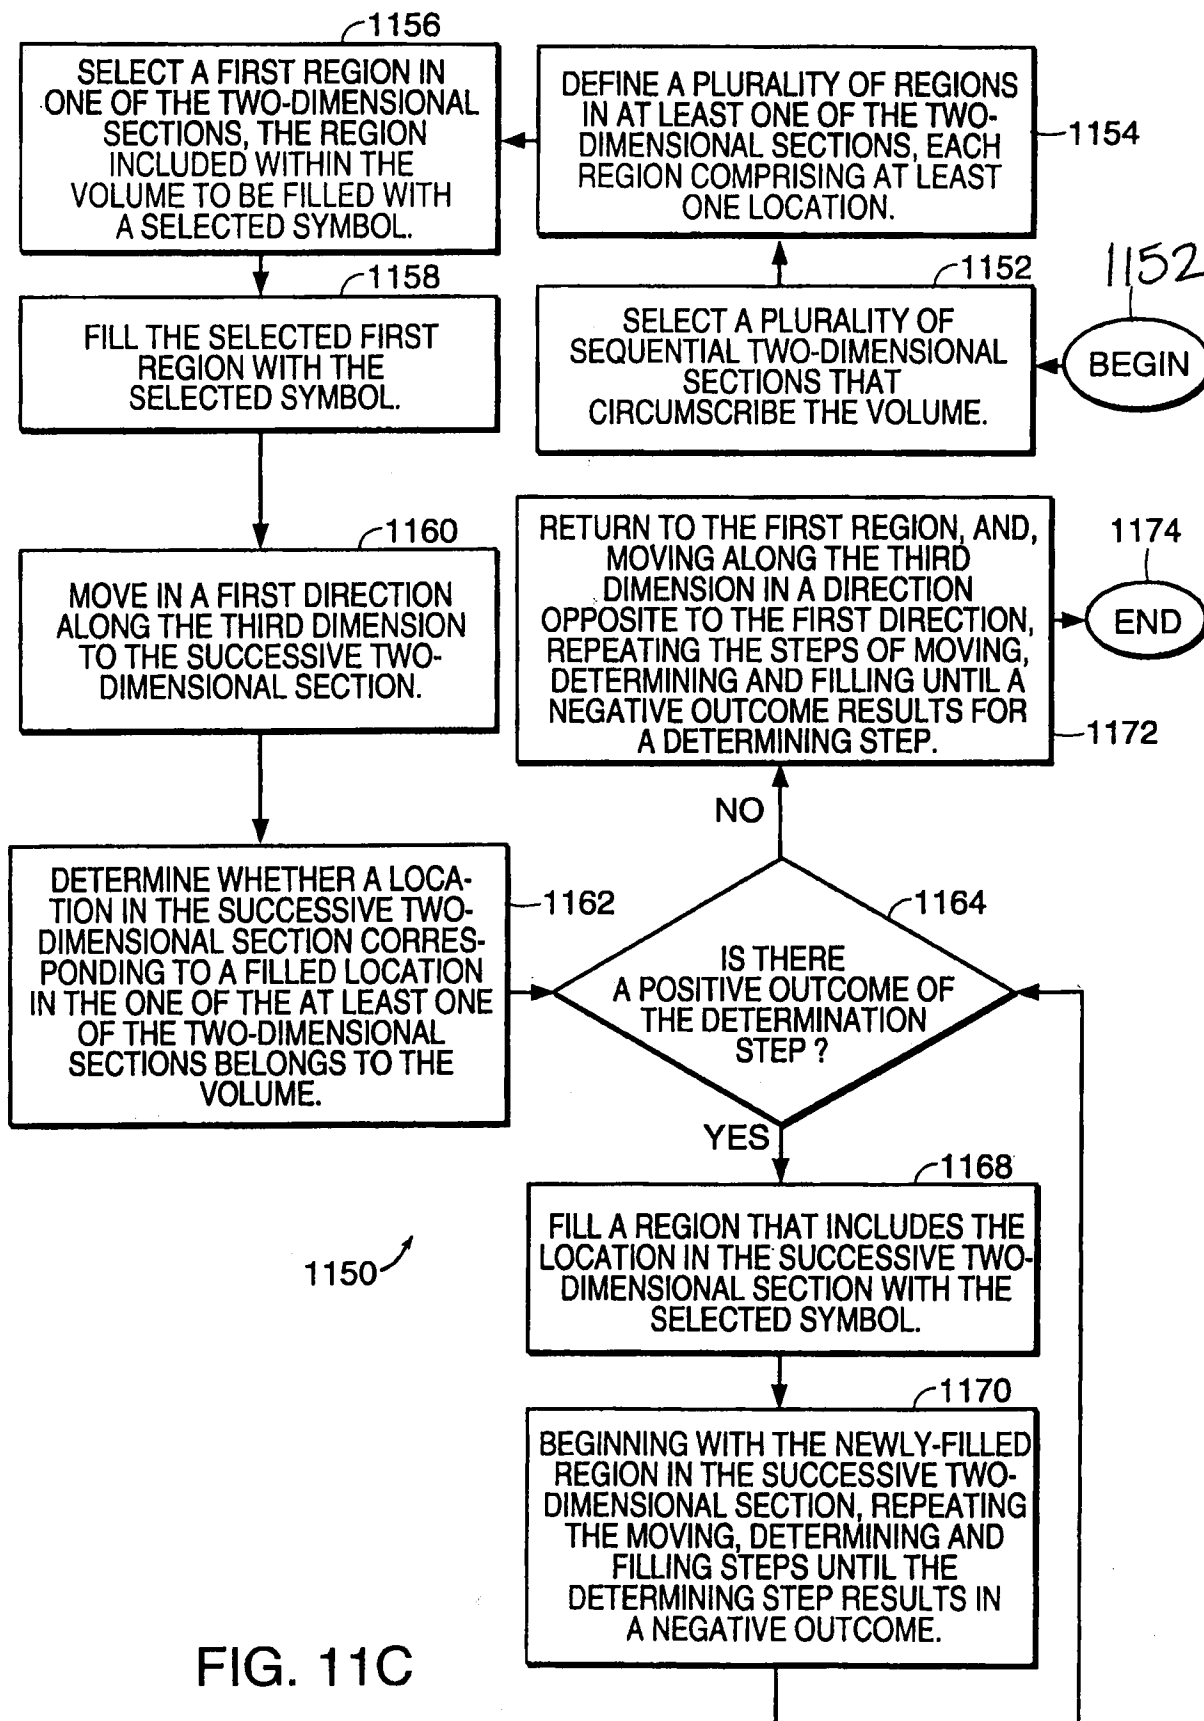 1152
BEGIN
1152
SELECT A PLURALITY OF
SEQUENTIAL TWO-DIMENSIONAL
SECTIONS THAT
CIRCUMSCRIBE THE VOLUME.
1154
DEFINE A PLURALITY OF REGIONS
IN AT LEAST ONE OF THE TWO-
DIMENSIONAL SECTIONS, EACH
REGION COMPRISING AT LEAST
ONE LOCATION.
1156
SELECT A FIRST REGION IN
ONE OF THE TWO-DIMENSIONAL
SECTIONS, THE REGION
INCLUDED WITHIN THE
VOLUME TO BE FILLED WITH
A SELECTED SYMBOL.
1158
FILL THE SELECTED FIRST
REGION WITH THE
SELECTED SYMBOL.
1160
MOVE IN A FIRST DIRECTION
ALONG THE THIRD DIMENSION
TO THE SUCCESSIVE TWO-
DIMENSIONAL SECTION.
1162
DETERMINE WHETHER A LOCA-
TION IN THE SUCCESSIVE TWO-
DIMENSIONAL SECTION CORRES-
PONDING TO A FILLED LOCATION
IN THE ONE OF THE AT LEAST ONE
OF THE TWO-DIMENSIONAL
SECTIONS BELONGS TO THE
VOLUME.
1164
IS THERE
A POSITIVE OUTCOME OF
THE DETERMINATION
STEP ?
NO
RETURN TO THE FIRST REGION, AND,
MOVING ALONG THE THIRD
DIMENSION IN A DIRECTION
OPPOSITE TO THE FIRST DIRECTION,
REPEATING THE STEPS OF MOVING,
DETERMINING AND FILLING UNTIL A
NEGATIVE OUTCOME RESULTS FOR
A DETERMINING STEP.
1172
1174
END
YES
1168
FILL A REGION THAT INCLUDES THE
LOCATION IN THE SUCCESSIVE TWO-
DIMENSIONAL SECTION WITH THE
SELECTED SYMBOL.
1170
BEGINNING WITH THE NEWLY-FILLED
REGION IN THE SUCCESSIVE TWO-
DIMENSIONAL SECTION, REPEATING
THE MOVING, DETERMINING AND
FILLING STEPS UNTIL THE
DETERMINING STEP RESULTS IN
A NEGATIVE OUTCOME.
1150
FIG. 11C